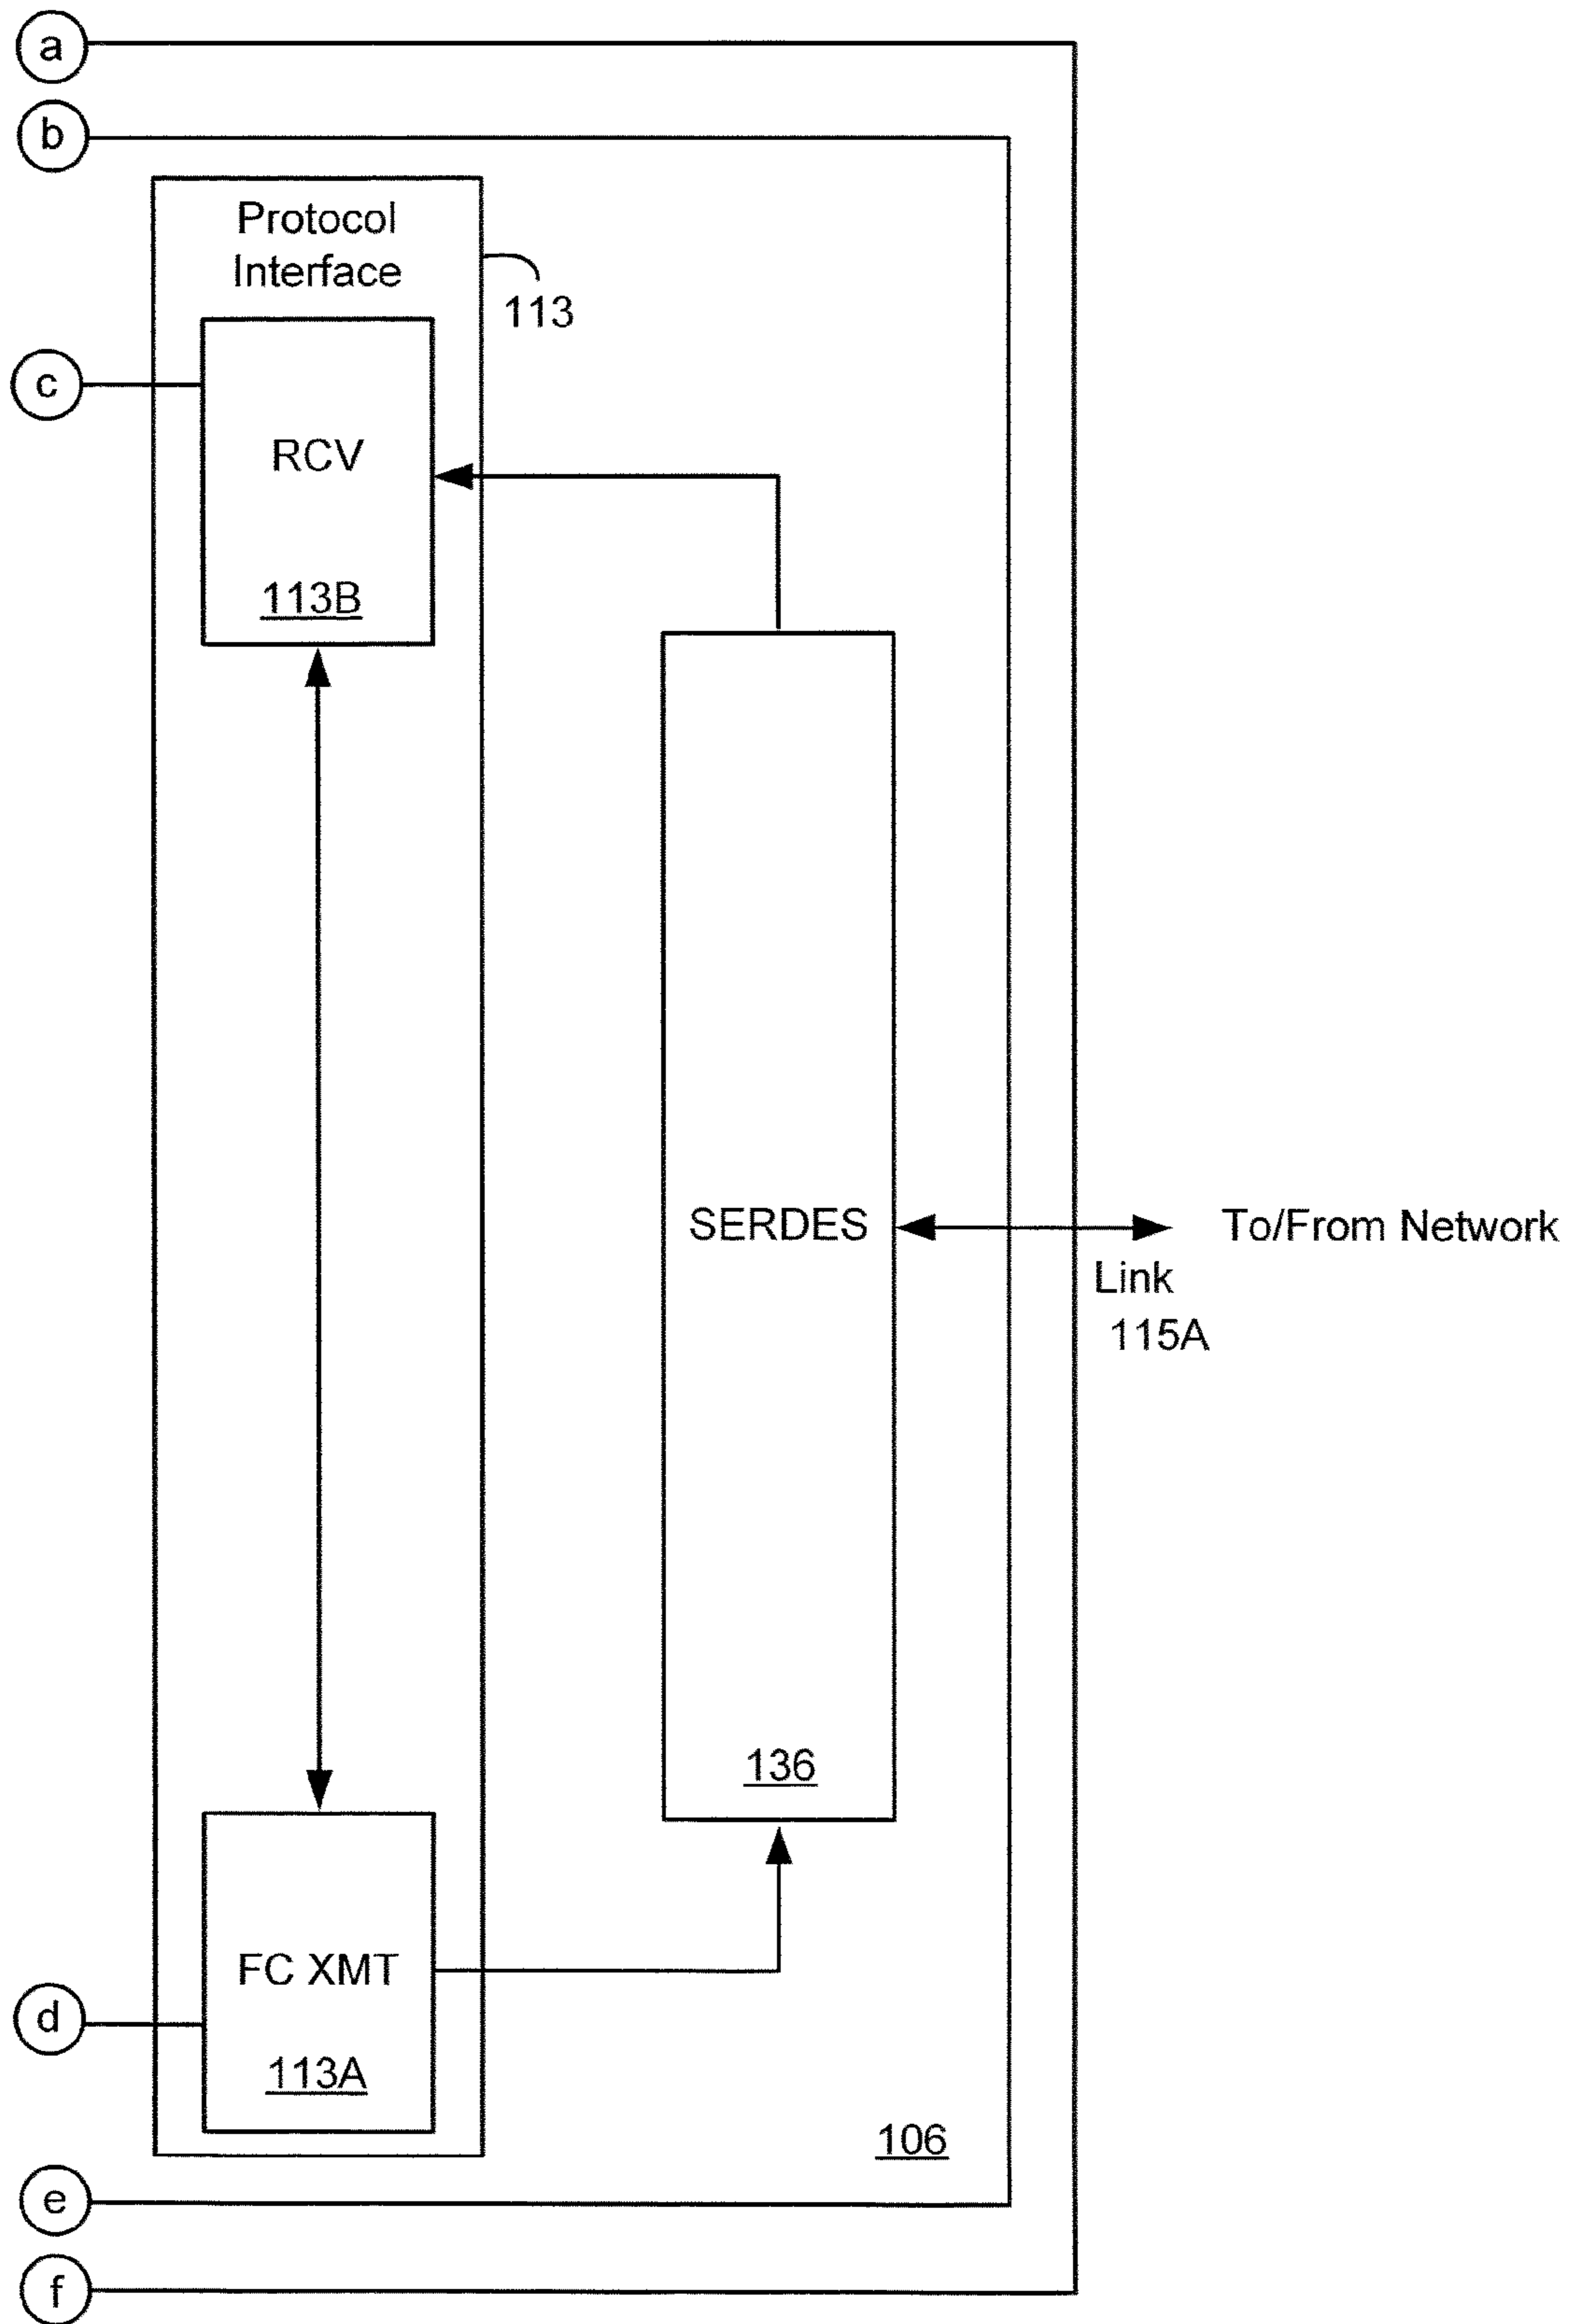 a
b
Protocol
Interface
113
c
RCV
113B
SERDES
To/From Network
Link
115A
136
FC XMT
d
113A
106
e
f